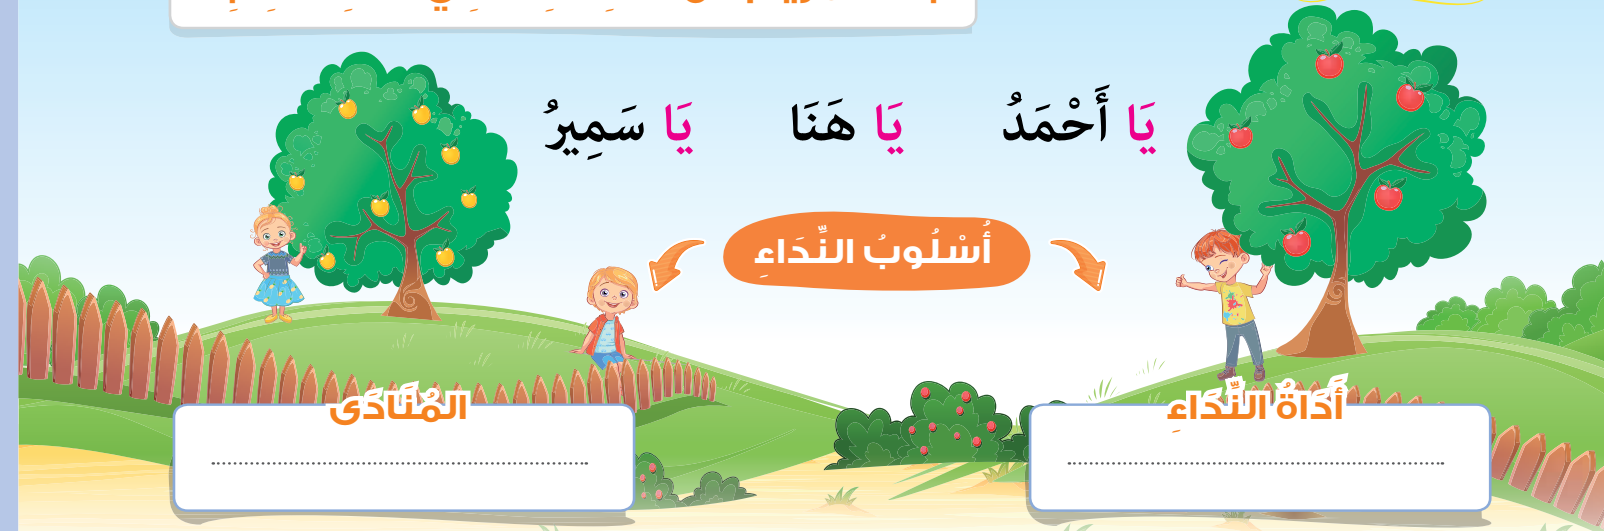 يَا أَحْمَدُ يَا هَنَا يَا سَمِيرُ
أُسْلُوبُ النِّدَاءِ
أَدَاةُ النِّدَاءِ
المُنَادَى